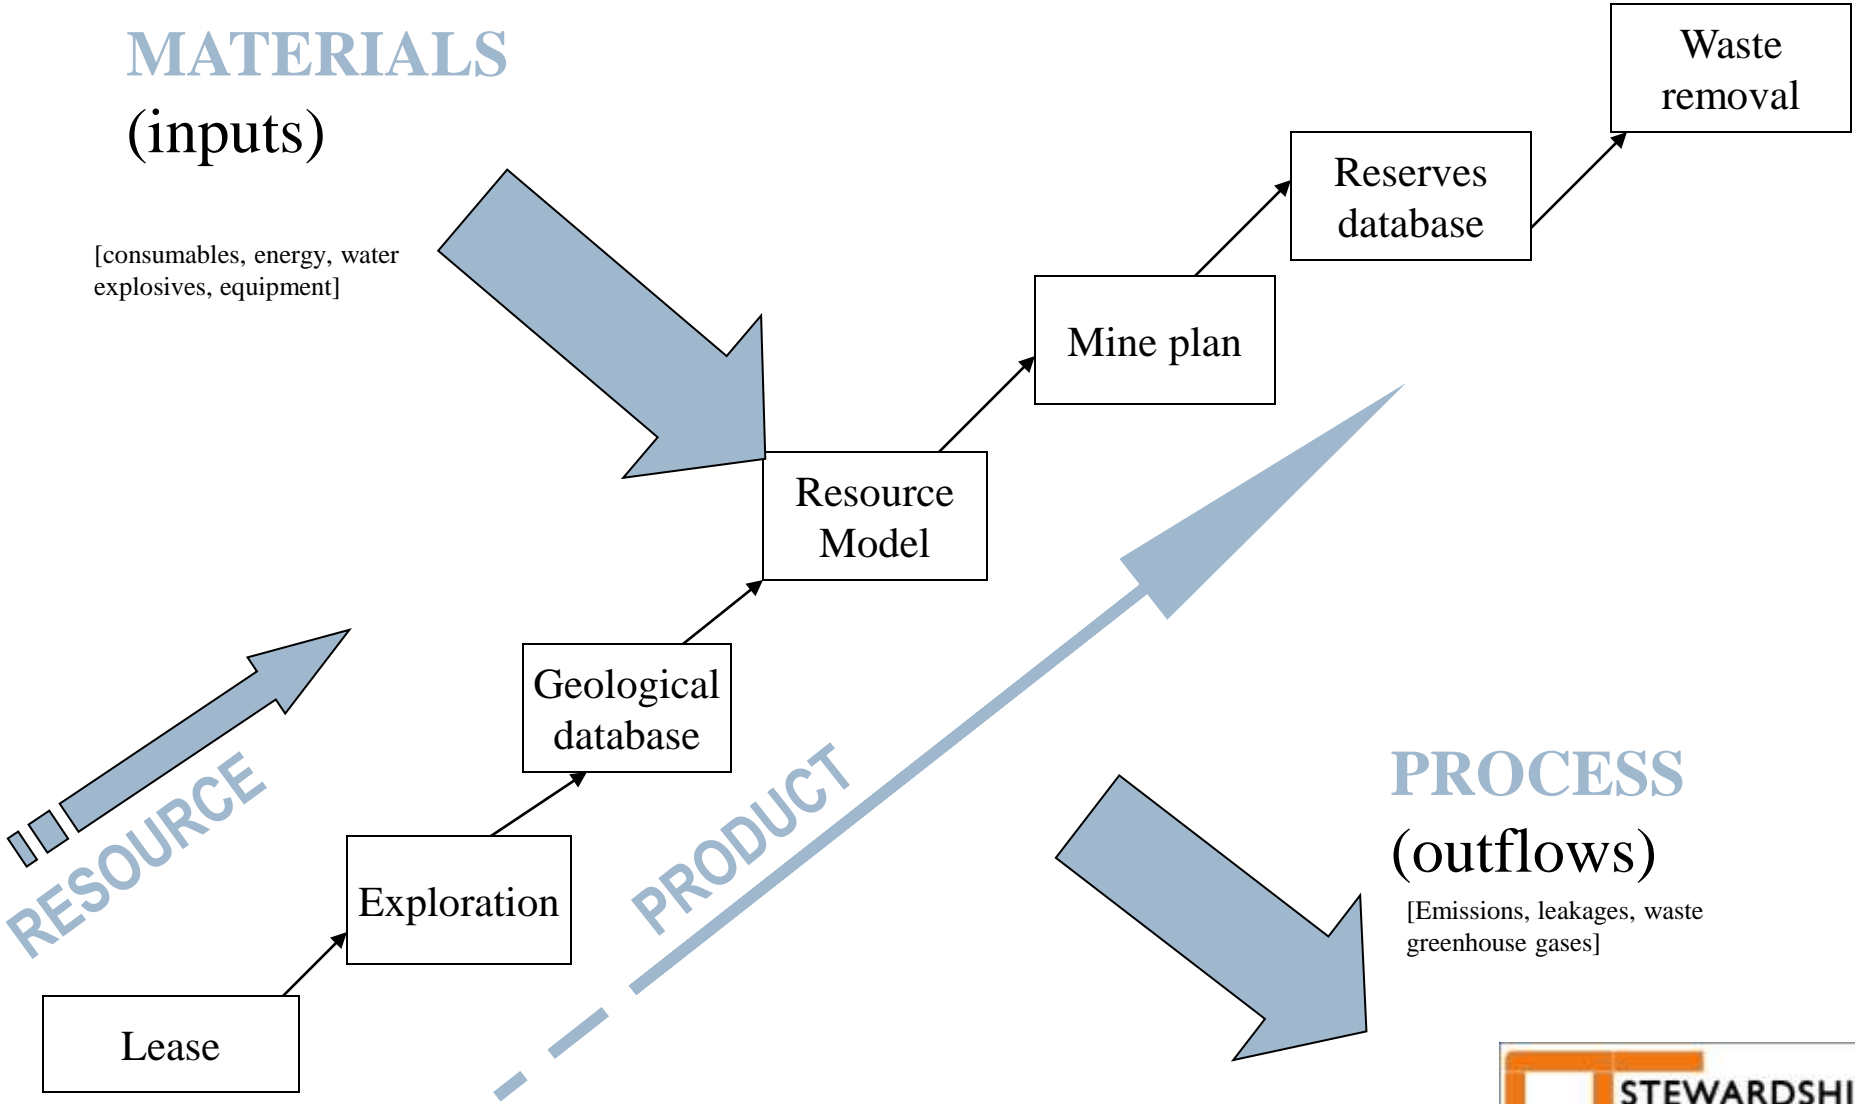 MATERIALS
(inputs)
[consumables, energy, water
explosives, equipment]
Waste
removal
Reserves
database
Mine plan
Resource
Model
Geological
database
Exploration
Lease
RESOURCE
PRODUCT
PROCESS
(outflows)
[Emissions, leakages, waste
greenhouse gases]
STEWARDSHI